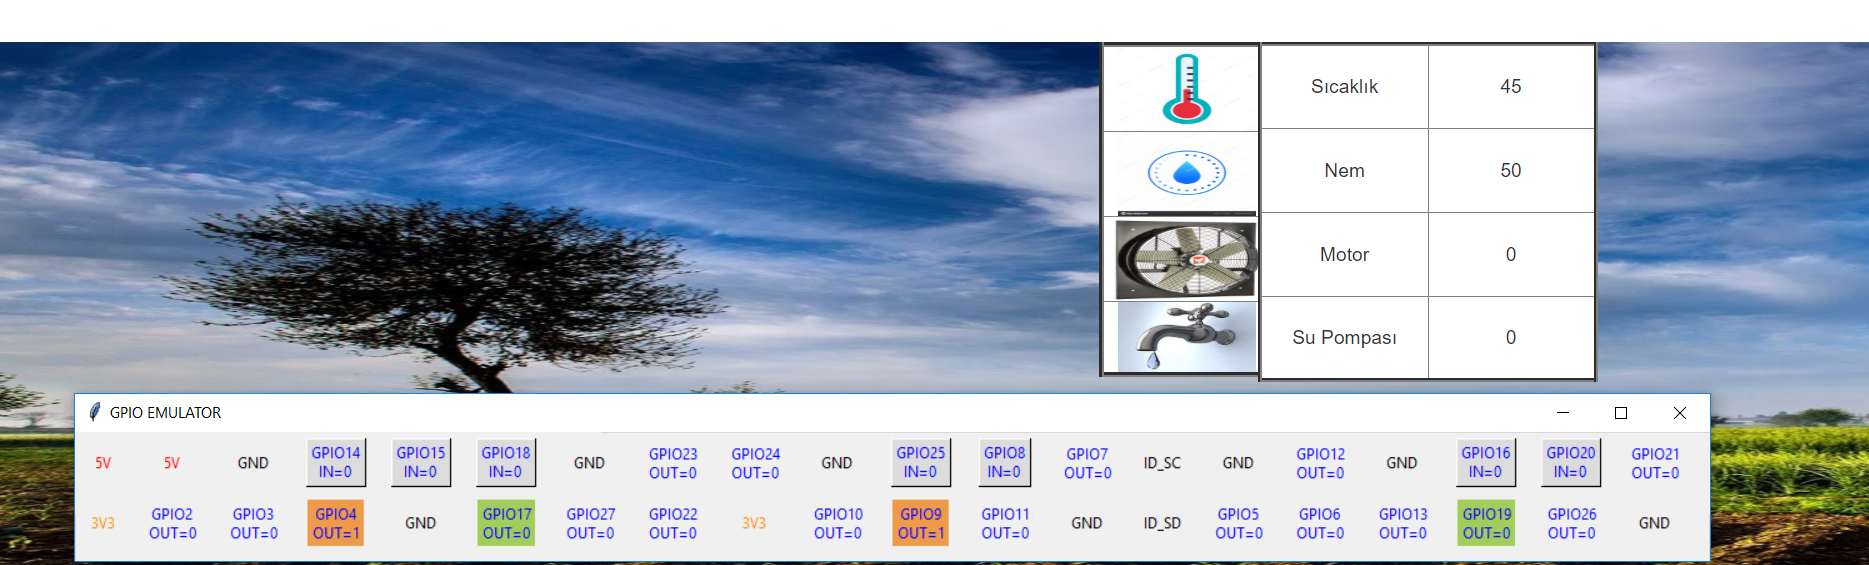 Sıcaklık 45
Nem 50
Motor 0
Su Pompası 0
GPIO EMULATOR
5V 5V GND GPIO14 IN=0 GPIO15 IN=0 GPIO18 IN=0 GND GPIO23 OUT=0 GPIO24 OUT=0 GND GPIO25 IN=0 GPIO8 IN=0 GPIO7 OUT=0 ID_SC GND GPIO12 OUT=0 GND GPIO16 IN=0 GPIO20 IN=0 GPIO21 OUT=0
3V3 GPIO2 OUT=0 GPIO3 OUT=0 GPIO4 OUT=1 GND GPIO17 OUT=0 GPIO27 OUT=0 GPIO22 OUT=0 3V3 GPIO10 OUT=0 GPIO9 OUT=1 GPIO11 OUT=0 GND ID_SD GPIO5 OUT=0 GPIO6 OUT=0 GPIO13 OUT=0 GPIO19 OUT=0 GPIO26 OUT=0 GND